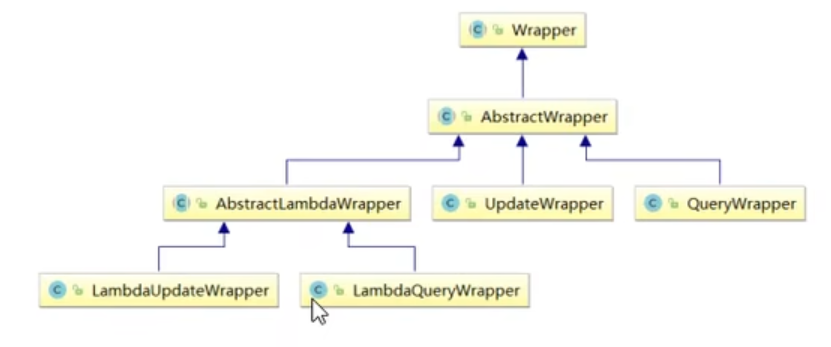 Wrapper
AbstractWrapper
AbstractLambdaWrapper
UpdateWrapper
QueryWrapper
LambdaUpdateWrapper
LambdaQueryWrapper